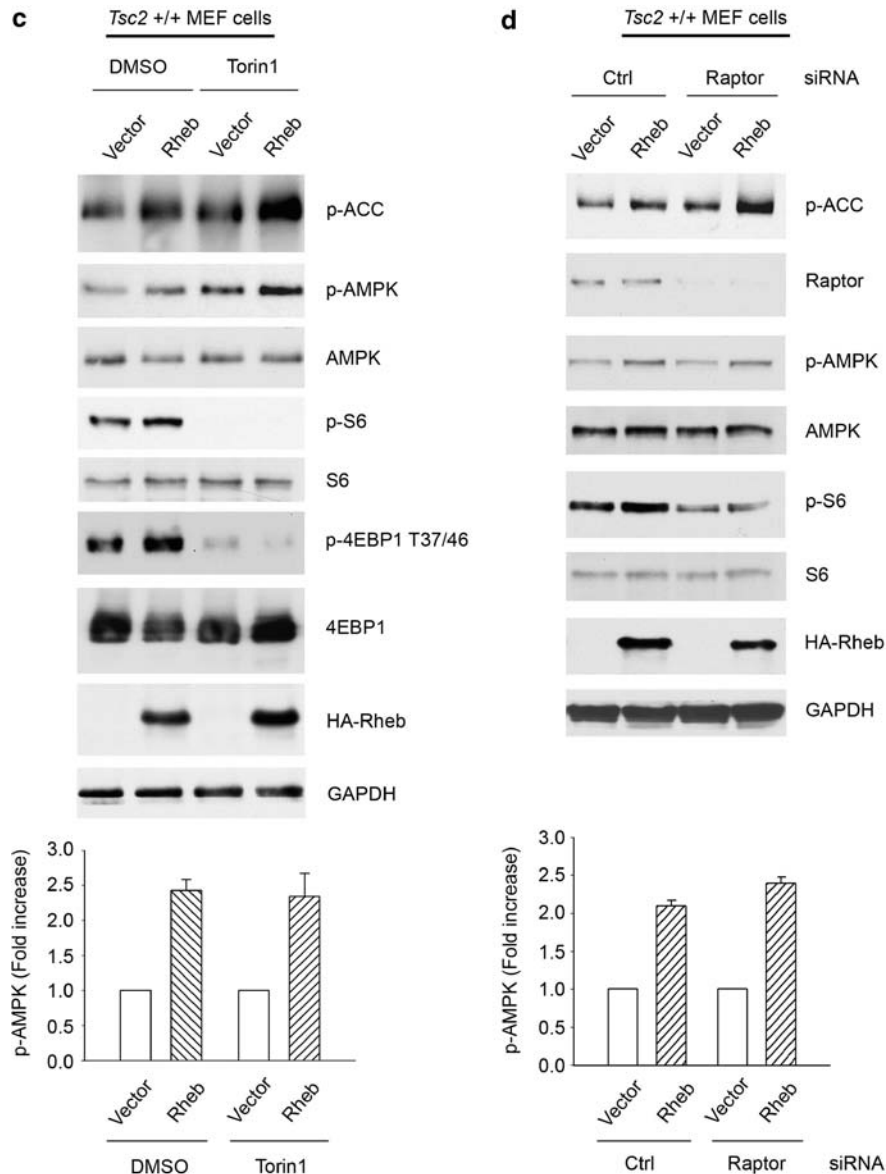 c
Tsc2 +/+ MEF cells
DMSO Torin1
Vector Rheb Vector Rheb
p-ACC
p-AMPK
AMPK
p-S6
S6
p-4EBP1 T37/46
4EBP1
HA-Rheb
GAPDH
p-AMPK (Fold increase)
3.0
2.5
2.0
1.5
1.0
0.5
0.0
Vector Rheb Vector Rheb
DMSO Torin1
d
Tsc2 +/+ MEF cells
Ctrl Raptor siRNA
Vector Rheb Vector Rheb
p-ACC
Raptor
p-AMPK
AMPK
p-S6
S6
HA-Rheb
GAPDH
p-AMPK (Fold increase)
3.0
2.5
2.0
1.5
1.0
0.5
0.0
Vector Rheb Vector Rheb
Ctrl Raptor siRNA